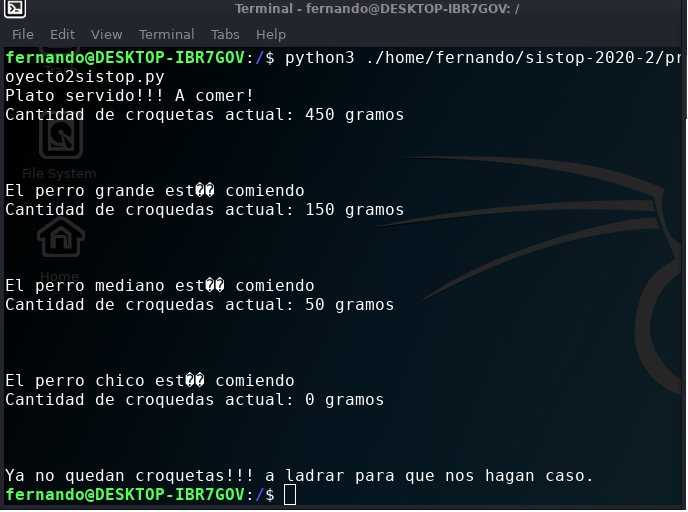 Terminal - fernando@DESKTOP-IBR7GOV: /
File Edit View Terminal Tabs Help
fernando@DESKTOP-IBR7GOV:/$ python3 ./home/fernando/sistop-2020-2/pr
oyecto2sistop.py
Plato servido!!! A comer!
Cantidad de croquetas actual: 450 gramos
File System
El perro grande est�� comiendo
Cantidad de croquedas actual: 150 gramos
Home
El perro mediano est�� comiendo
Cantidad de croquedas actual: 50 gramos
El perro chico est�� comiendo
Cantidad de croquedas actual: 0 gramos
Ya no quedan croquetas!!! a ladrar para que nos hagan caso.
fernando@DESKTOP-IBR7GOV:/$